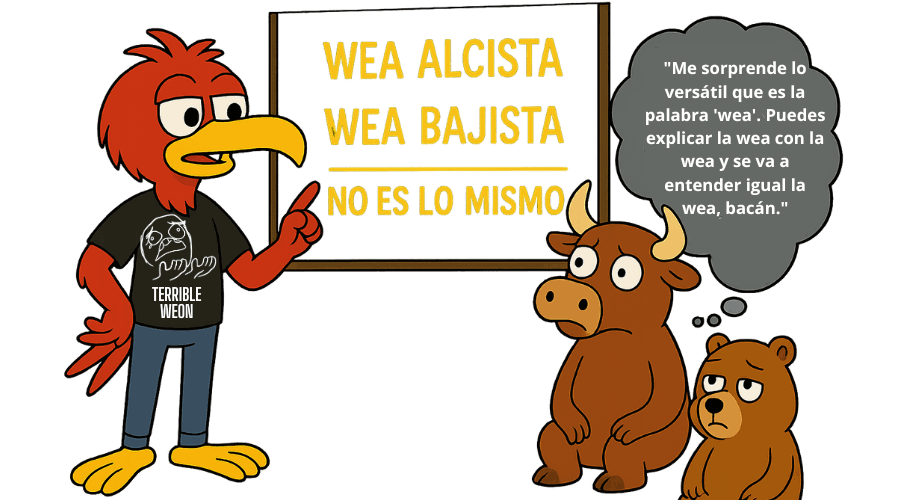 WEA ALCISTA
WEA BAJISTA
NO ES LO MISMO
"Me sorprende lo
versátil que es la
palabra 'wea'. Puedes
explicar la wea con la
wea y se va a
entender igual la
wea, bacán."
TERRIBLE
WEON